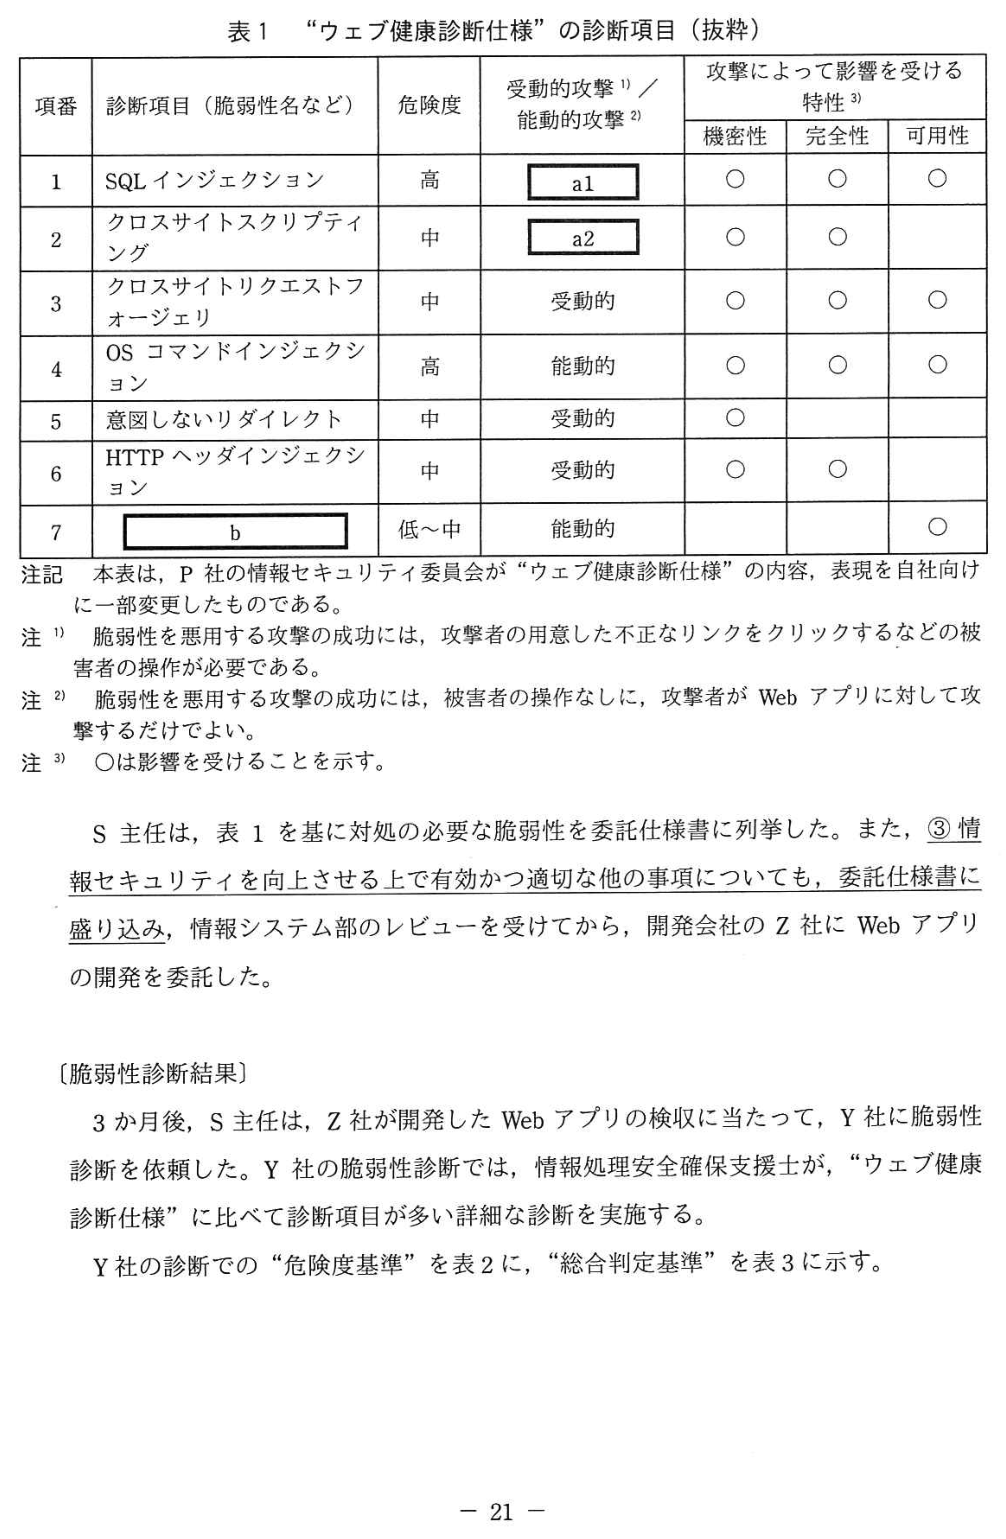 表1 “ウェブ健康診断仕様”の診断項目（抜粋）
項番 診断項目（脆弱性名など） 危険度 受動的攻撃 1)／能動的攻撃 2) 攻撃によって影響を受ける特性 3)
機密性 完全性 可用性
1 SQL インジェクション 高 a1 ○ ○ ○
2 クロスサイトスクリプティング 中 a2 ○ ○
3 クロスサイトリクエストフォージェリ 中 受動的 ○ ○ ○
4 OS コマンドインジェクション 高 能動的 ○ ○ ○
5 意図しないリダイレクト 中 受動的 ○
6 HTTP ヘッダインジェクション 中 受動的 ○ ○
7 b 低～中 能動的 ○
注記 本表は，P 社の情報セキュリティ委員会が“ウェブ健康診断仕様”の内容，表現を自社向け
に一部変更したものである。
注 1) 脆弱性を悪用する攻撃の成功には，攻撃者の用意した不正なリンクをクリックするなどの被
害者の操作が必要である。
注 2) 脆弱性を悪用する攻撃の成功には，被害者の操作なしに，攻撃者が Web アプリに対して攻
撃するだけでよい。
注 3) ○は影響を受けることを示す。
S 主任は，表 1 を基に対処の必要な脆弱性を委託仕様書に列挙した。また，③情
報セキュリティを向上させる上で有効かつ適切な他の事項についても，委託仕様書に
盛り込み，情報システム部のレビューを受けてから，開発会社の Z 社に Web アプリ
の開発を委託した。
〔脆弱性診断結果〕
3 か月後，S 主任は，Z 社が開発した Web アプリの検収に当たって，Y 社に脆弱性
診断を依頼した。Y 社の脆弱性診断では，情報処理安全確保支援士が，“ウェブ健康
診断仕様”に比べて診断項目が多い詳細な診断を実施する。
Y 社の診断での“危険度基準”を表 2 に，“総合判定基準”を表 3 に示す。
－ 21 －